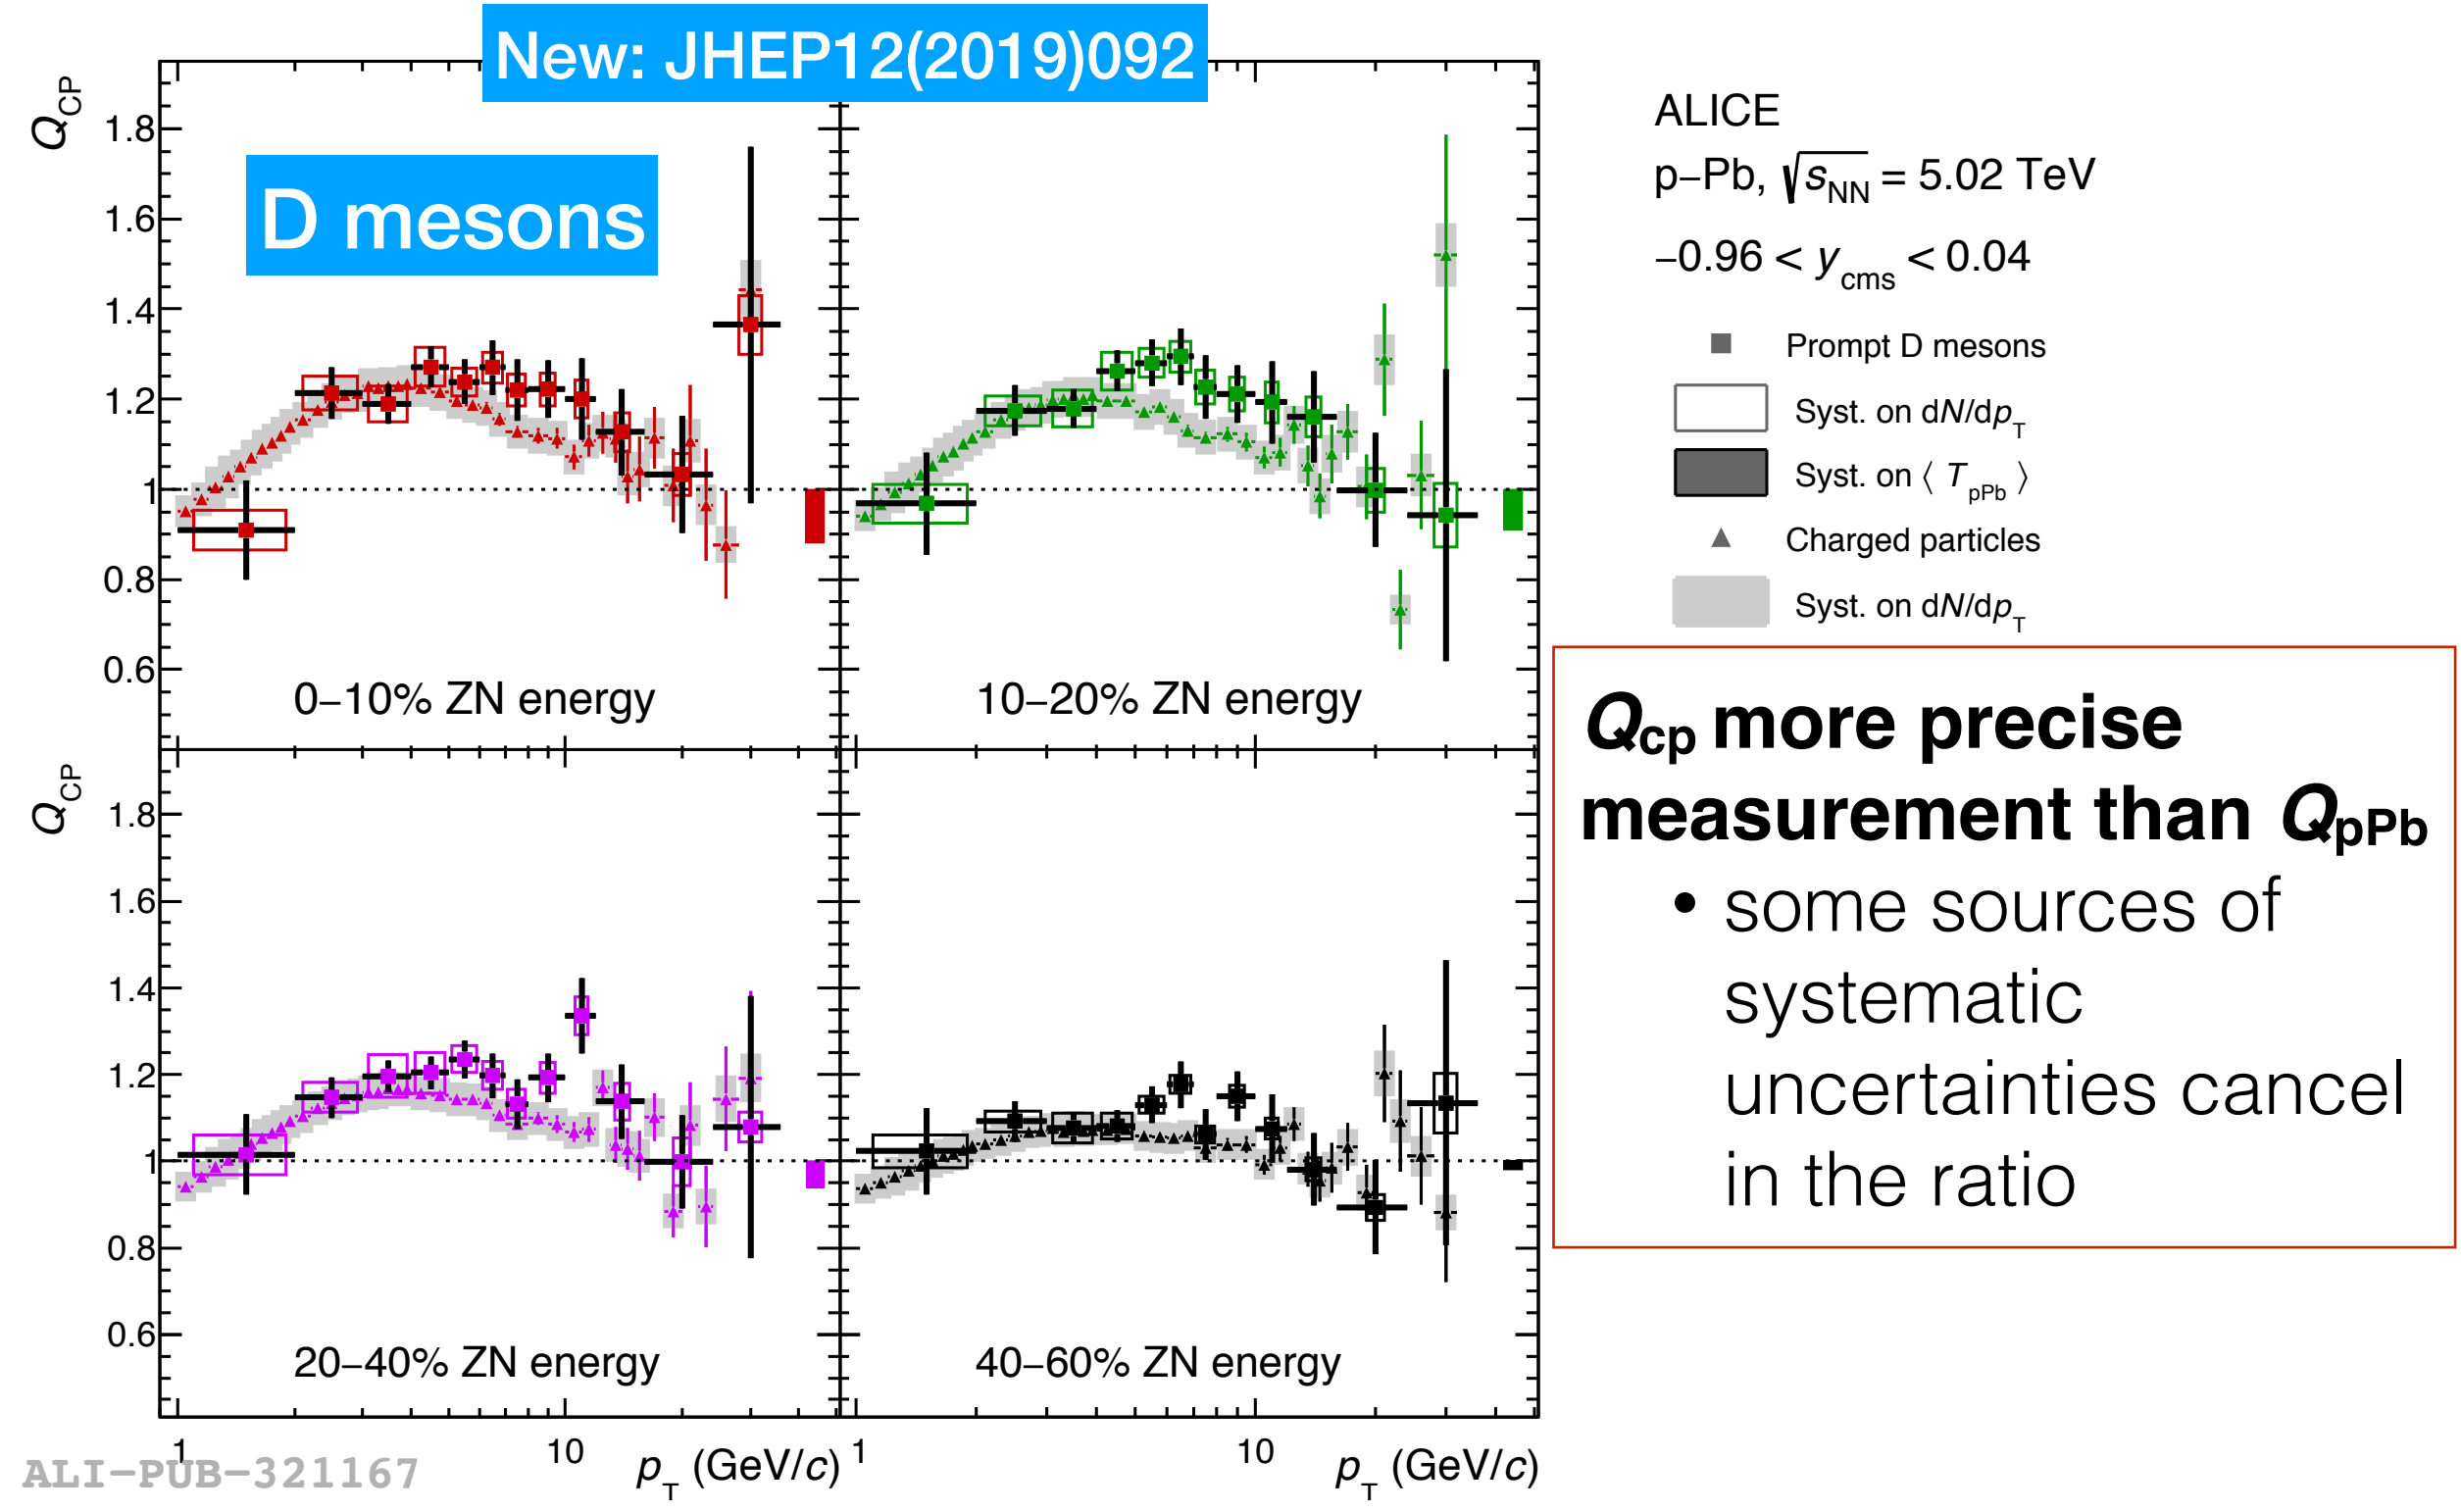 New: JHEP12(2019)092
D mesons
Q_CP
1.8
1.6
1.4
1.2
1
0.8
0.6
0–10% ZN energy
10–20% ZN energy
Q_CP
1.8
1.6
1.4
1.2
1
0.8
0.6
20–40% ZN energy
40–60% ZN energy
1
10
p_T (GeV/c)
1
10
p_T (GeV/c)
ALI-PUB-321167
ALICE
p–Pb, √s_NN = 5.02 TeV
–0.96 < y_cms < 0.04
Prompt D mesons
Syst. on dN/dp_T
Syst. on ⟨ T_pPb ⟩
Charged particles
Syst. on dN/dp_T
Qcp more precise
measurement than QpPb
• some sources of
systematic
uncertainties cancel
in the ratio